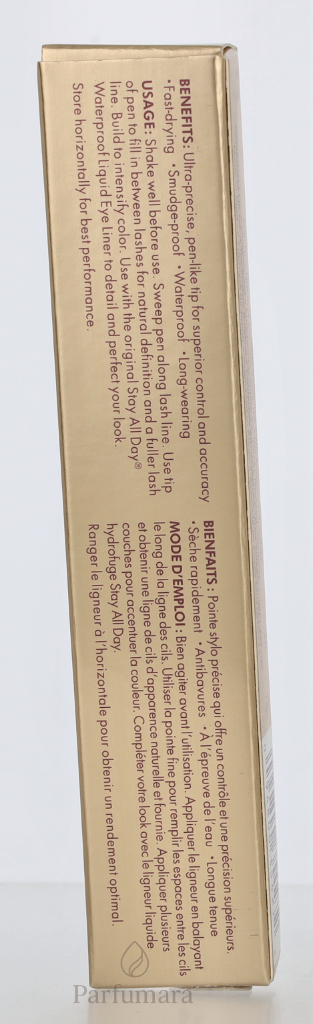 BENEFITS: Ultra-precise, pen-like tip for superior control and accuracy
•Fast-drying •Smudge-proof •Waterproof •Long-wearing
USAGE: Shake well before use. Sweep pen along lash line. Use tip
of pen to fill in between lashes for natural definition and a fuller lash
line. Build to intensify color. Use with the original Stay All Day®
Waterproof Liquid Eye Liner to detail and perfect your look.
Store horizontally for best performance.
BIENFAITS : Pointe stylo précise qui offre un contrôle et une précision supérieurs.
•Sèche rapidement •Antibavures •À l'épreuve de l'eau •Longue tenue
MODE D'EMPLOI : Bien agiter avant l'utilisation. Appliquer le ligneur en balayant
le long de la ligne des cils. Utiliser la pointe fine pour remplir les espaces entre les cils
et obtenir une ligne de cils d'apparence naturelle et fournie. Appliquer plusieurs
couches pour accentuer la couleur. Compléter votre look avec le ligneur liquide
hydrofuge Stay All Day.
Ranger le ligneur à l'horizontale pour obtenir un rendement optimal.
Parfumara